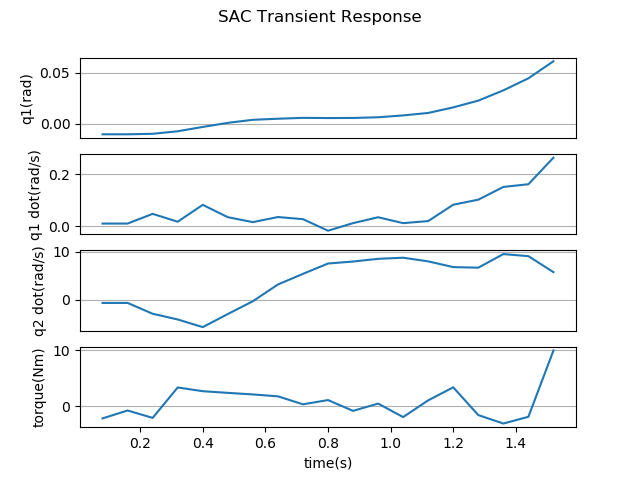 SAC Transient Response
q1(rad)
0.05
0.00
q1 dot(rad/s)
0.2
0.0
q2 dot(rad/s)
10
0
torque(Nm)
10
0
0.2 0.4 0.6 0.8 1.0 1.2 1.4
time(s)